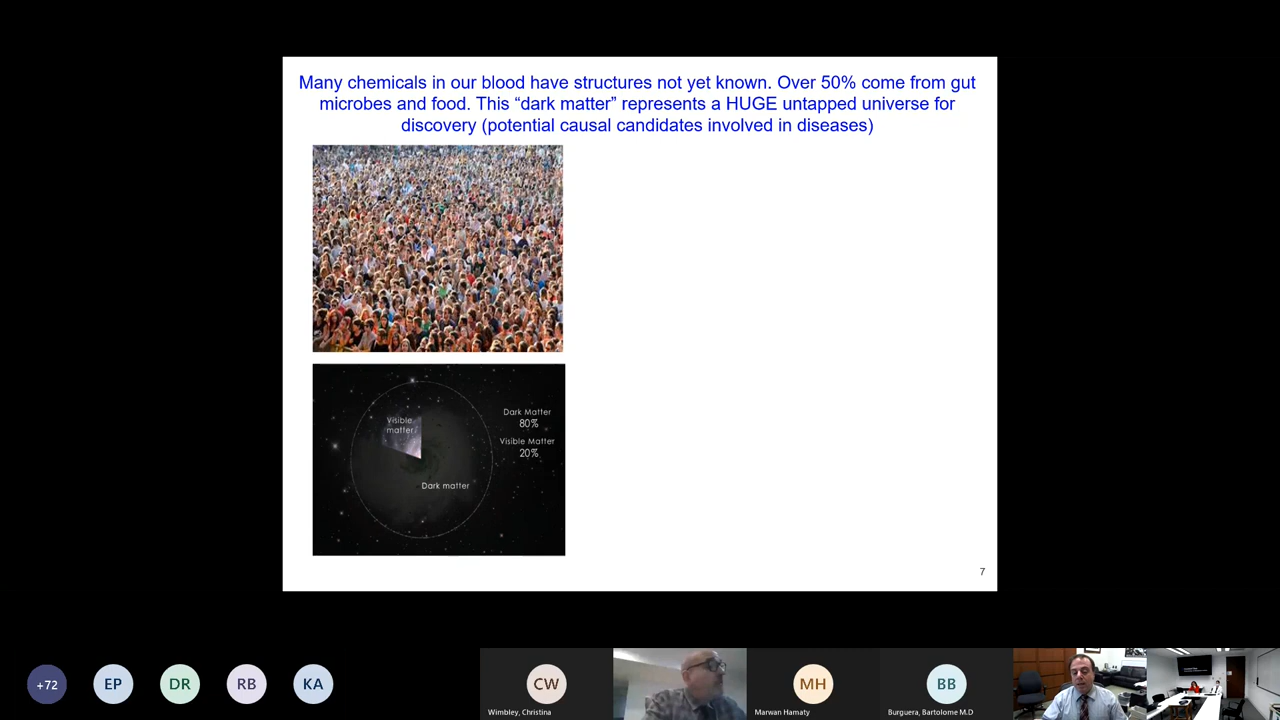 Many chemicals in our blood have structures not yet known. Over 50% come from gut
microbes and food. This “dark matter” represents a HUGE untapped universe for
discovery (potential causal candidates involved in diseases)
Visible
matter
Dark Matter
80%
Visible Matter
20%
Dark matter
7
+72
EP
DR
RB
KA
CW
MH
BB
Wimbley, Christina
Marwan Hamaty
Burguera, Bartolome M.D